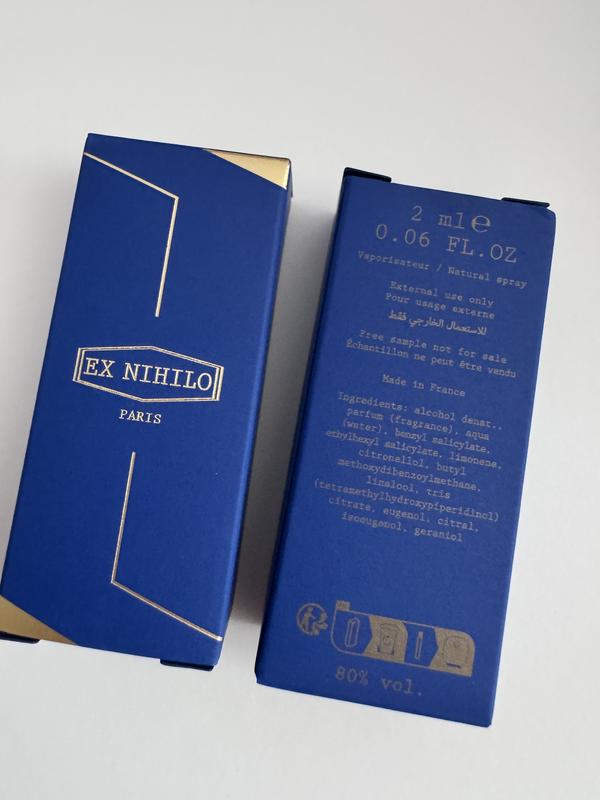 EX NIHILO
PARIS
2 ml℮
0.06 FL.OZ
Vaporisateur / Natural spray
External use only
Pour usage externe
للاستعمال الخارجي فقط
Free sample not for sale
Échantillon ne peut être vendu
Made in France
Ingredients: alcohol denat.,
parfum (fragrance), aqua
(water), benzyl salicylate,
ethylhexyl salicylate, limonene,
citronellol, butyl
methoxydibenzoylmethane,
linalool, tris
(tetramethylhydroxypiperidinol)
citrate, eugenol, citral,
isoeugenol, geraniol
80% vol.